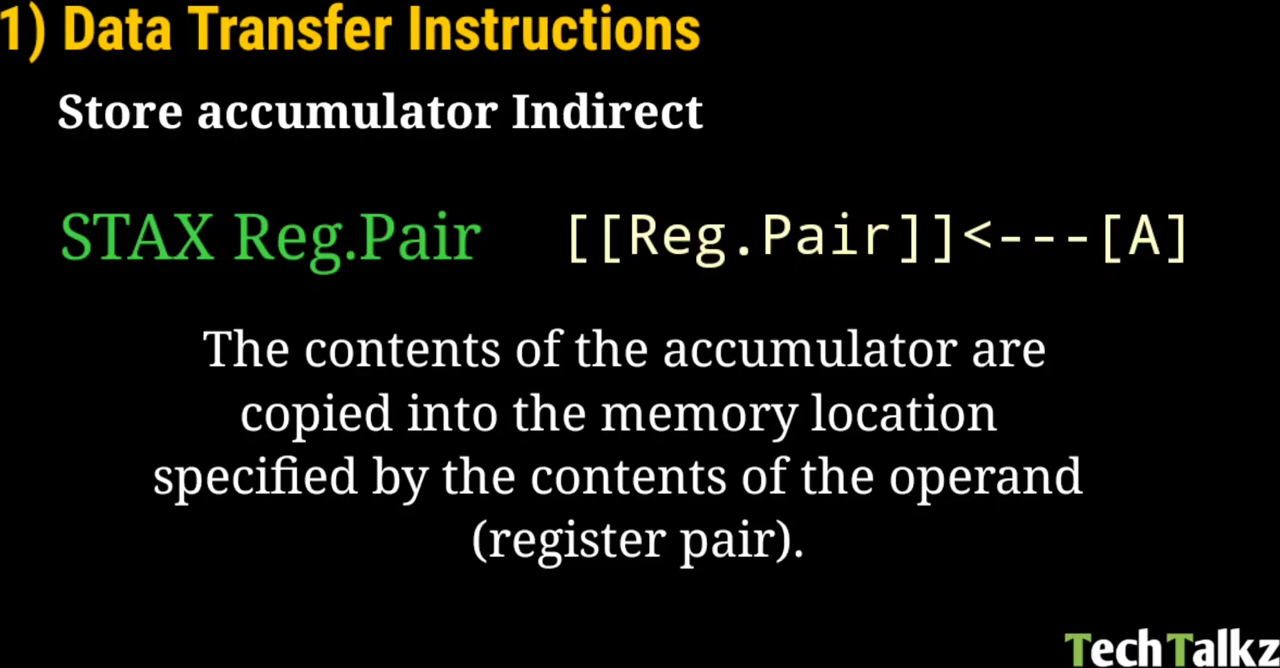 1) Data Transfer Instructions
Store accumulator Indirect
STAX Reg.Pair [[Reg.Pair]]<---[A]
The contents of the accumulator are
copied into the memory location
specified by the contents of the operand
(register pair).
TechTalkz